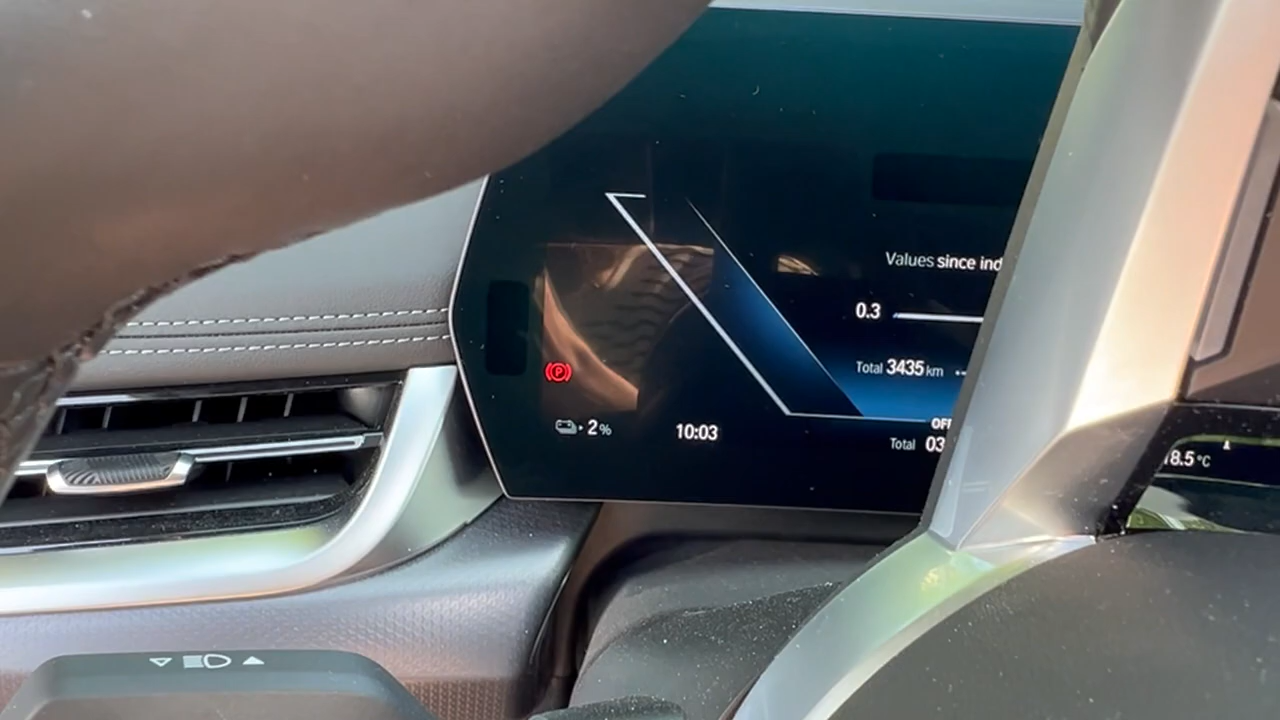 Values since ind
0.3
Total 3435 km
P
2 %
10:03
OFF
Total 03
18.5 °C